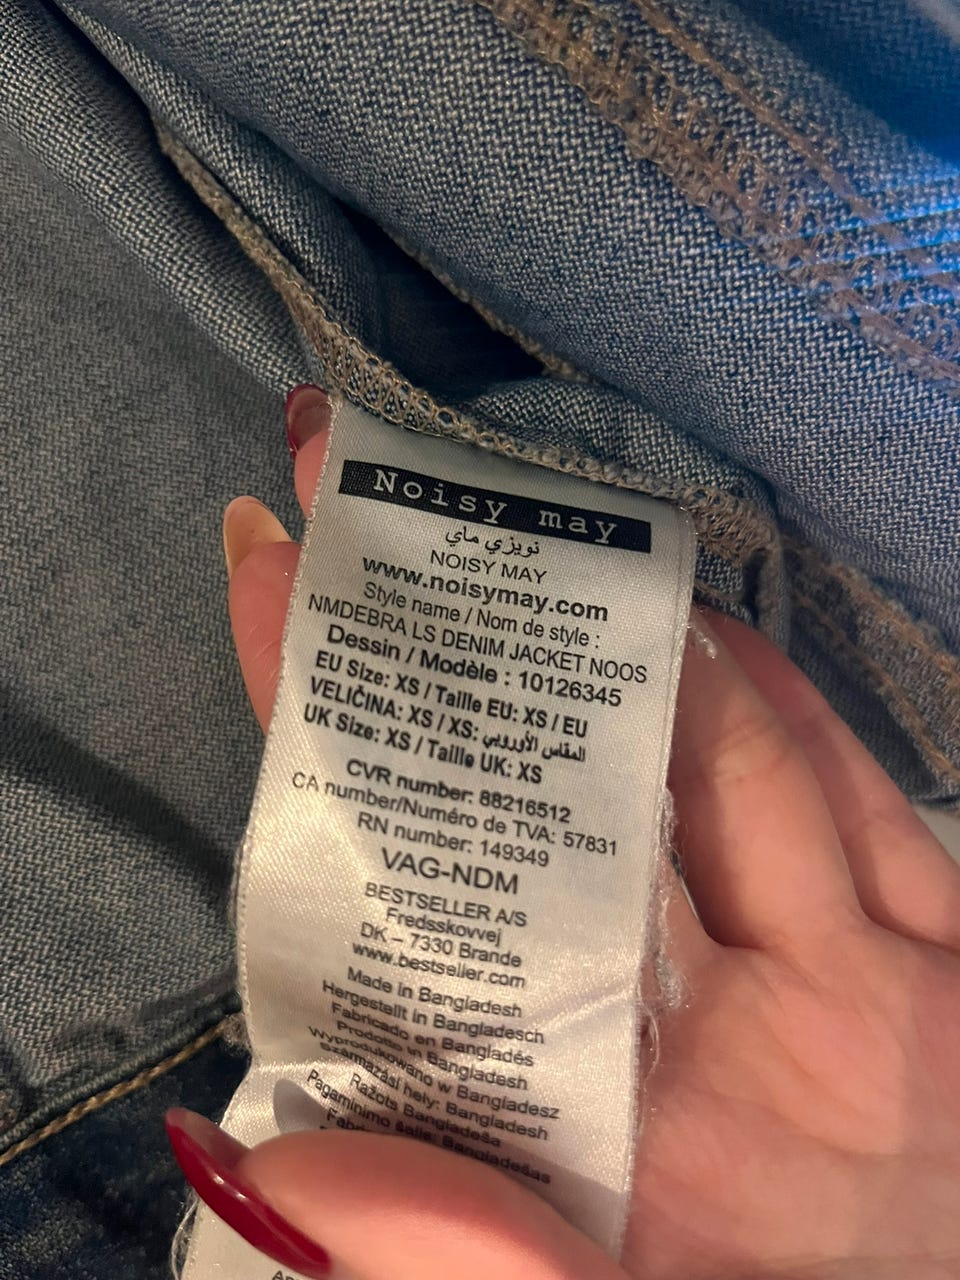 Noisy may
نويزي ماي
NOISY MAY
www.noisymay.com
Style name / Nom de style :
NMDEBRA LS DENIM JACKET NOOS
Dessin / Modèle : 10126345
EU Size: XS / Taille EU: XS / EU
VELIČINA: XS / XS: المقاس الأوروبي
UK Size: XS / Taille UK: XS
CVR number: 88216512
CA number/Numéro de TVA: 57831
RN number: 149349
VAG-NDM
BESTSELLER A/S
Fredsskovvej
DK – 7330 Brande
www.bestseller.com
Made in Bangladesh
Hergestellt in Bangladesch
Fabricado en Bangladés
Prodotto in Bangladesh
Wyprodukowano w Bangladesz
Származási hely: Bangladesh
Ražots Bangladeša
Pagaminimo šalis: Bangladešas